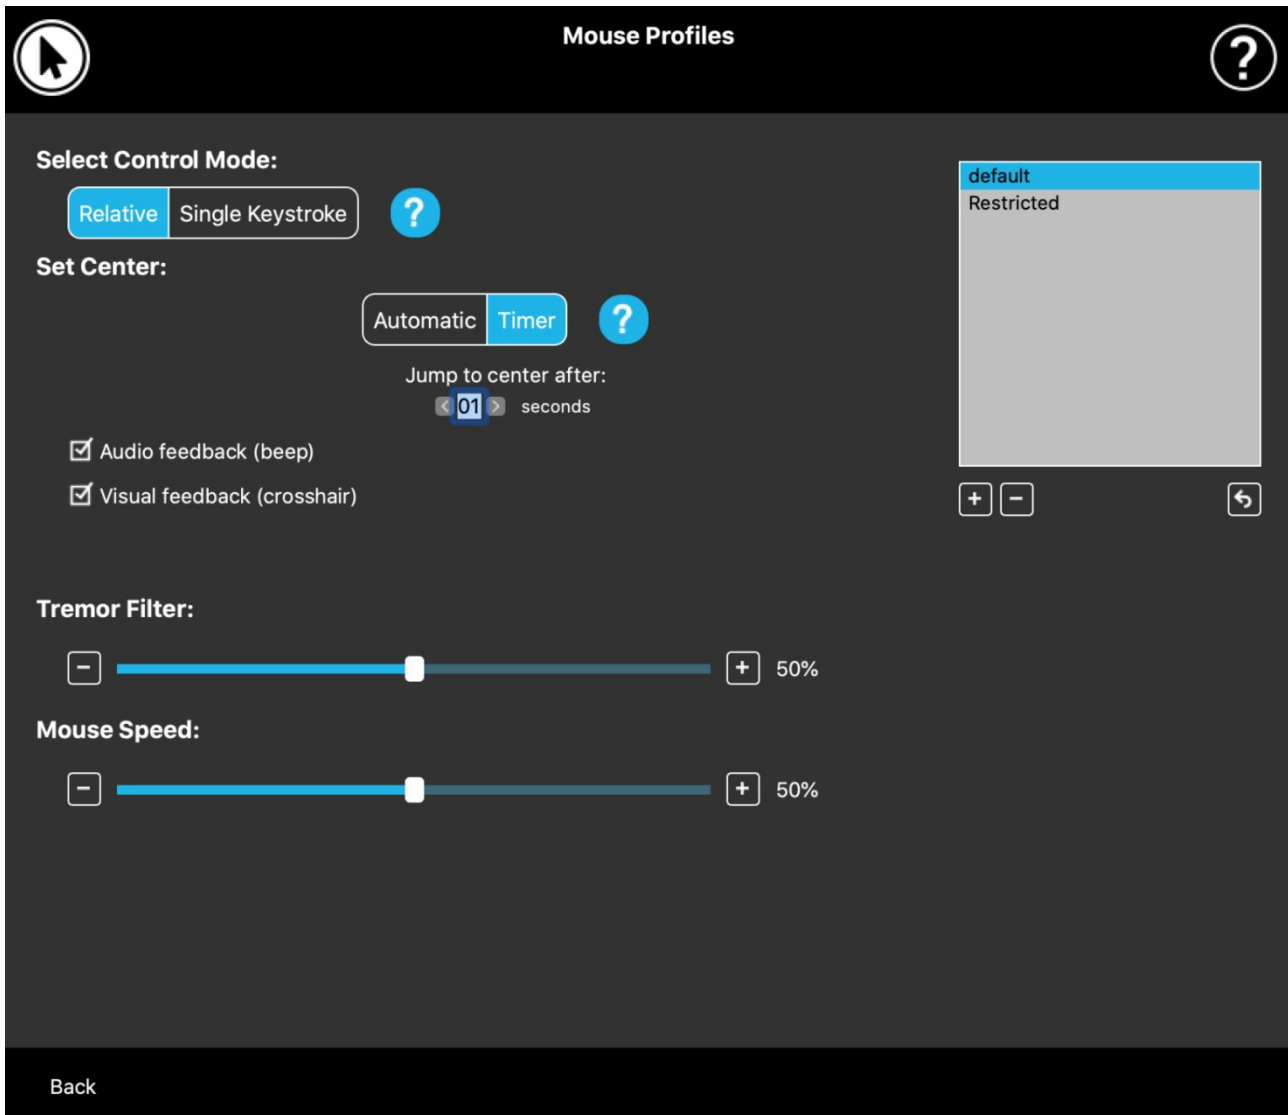 Mouse Profiles
?
Select Control Mode:
Relative Single Keystroke ?
Set Center:
Automatic Timer ?
Jump to center after:
< 01 > seconds
Audio feedback (beep)
Visual feedback (crosshair)
default
Restricted
+ −
Tremor Filter:
− + 50%
Mouse Speed:
− + 50%
Back